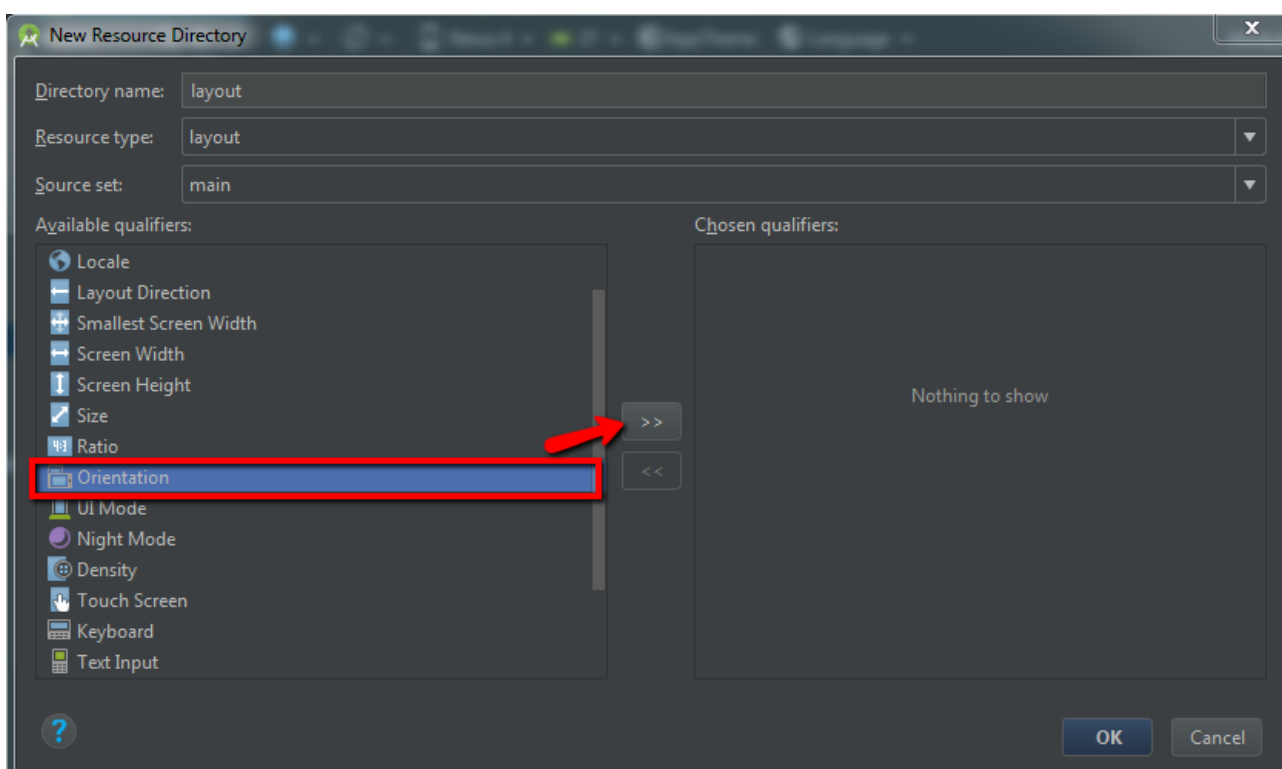 New Resource Directory
x
Directory name: layout
Resource type: layout
Source set: main
Available qualifiers:
Chosen qualifiers:
Locale
Layout Direction
Smallest Screen Width
Screen Width
Screen Height
Size
4:3 Ratio
Orientation
UI Mode
Night Mode
Density
Touch Screen
Keyboard
Text Input
>>
<<
Nothing to show
?
OK
Cancel